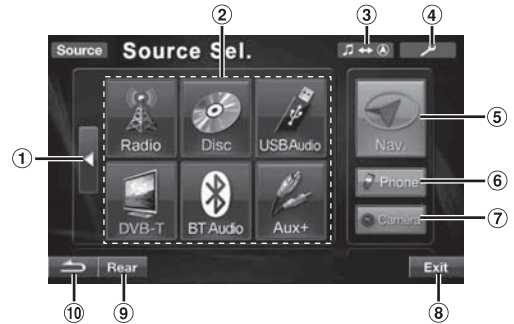 ② ③ ④
Source Source Sel.
① ⑤ ⑥ ⑦
Radio Disc USB Audio Nav.
Phone
DVB-T BT Audio Aux+ Camera
Rear Exit
⑩ ⑨ ⑧